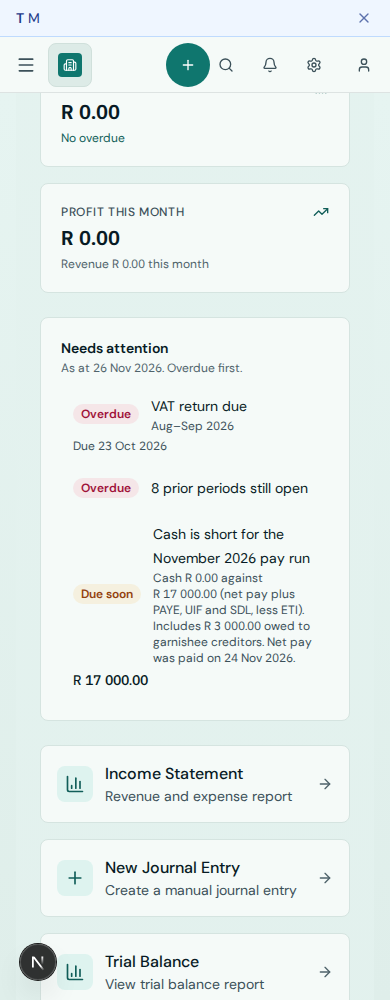 T M
R 0.00
No overdue
PROFIT THIS MONTH
R 0.00
Revenue R 0.00 this month
Needs attention
As at 26 Nov 2026. Overdue first.
Overdue
VAT return due
Aug–Sep 2026
Due 23 Oct 2026
Overdue
8 prior periods still open
Cash is short for the
November 2026 pay run
Due soon
Cash R 0.00 against
R 17 000.00 (net pay plus
PAYE, UIF and SDL, less ETI).
Includes R 3 000.00 owed to
garnishee creditors. Net pay
was paid on 24 Nov 2026.
R 17 000.00
Income Statement
Revenue and expense report
New Journal Entry
Create a manual journal entry
N
Trial Balance
View trial balance report